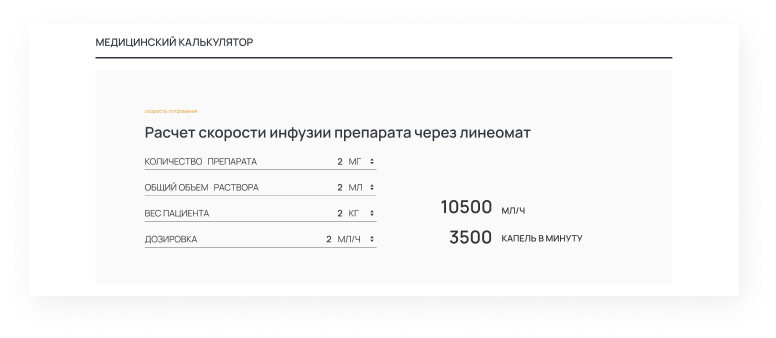 МЕДИЦИНСКИЙ КАЛЬКУЛЯТОР
скорость титрования
Расчет скорости инфузии препарата через линеомат
КОЛИЧЕСТВО ПРЕПАРАТА 2 МГ
ОБЩИЙ ОБЪЕМ РАСТВОРА 2 МЛ
ВЕС ПАЦИЕНТА 2 КГ
10500 МЛ/Ч
ДОЗИРОВКА 2 МЛ/Ч
3500 КАПЕЛЬ В МИНУТУ